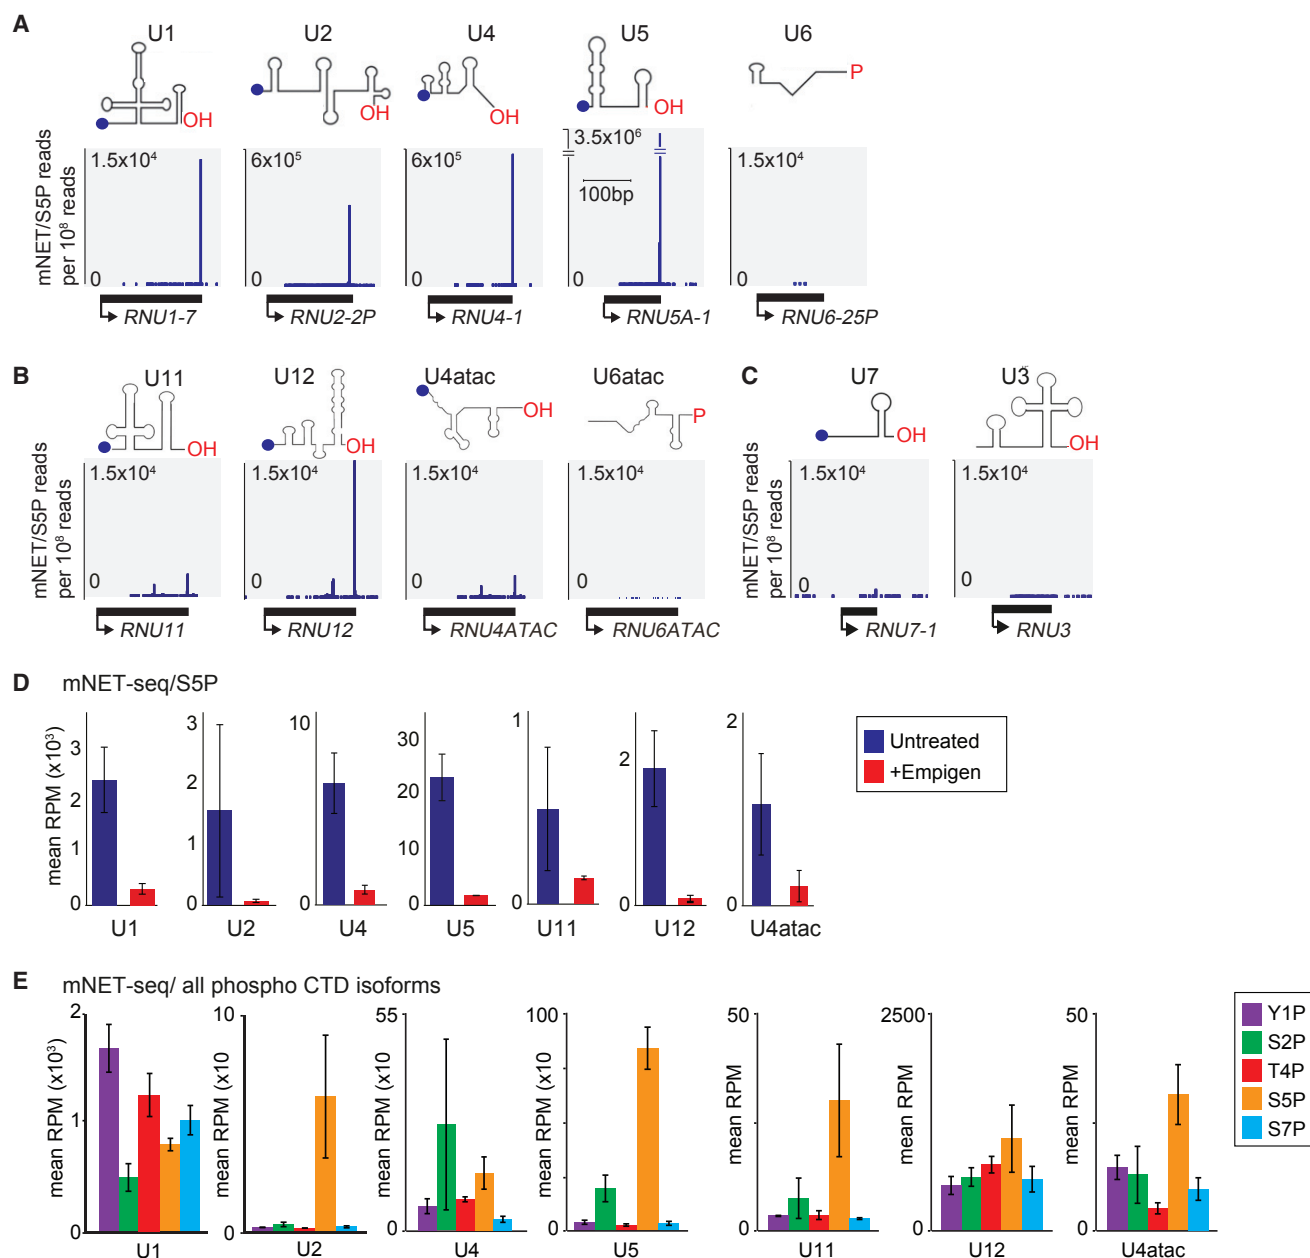 A
U1 U2 U4 U5 U6
OH OH OH OH P
mNET/S5P reads
per 10⁸ reads
1.5x10⁴ 6x10⁵ 6x10⁵ 3.5x10⁶ 1.5x10⁴
100bp
0 0 0 0 0
RNU1-7 RNU2-2P RNU4-1 RNU5A-1 RNU6-25P
B
U11 U12 U4atac U6atac
OH OH OH P
mNET/S5P reads
per 10⁸ reads
1.5x10⁴ 1.5x10⁴ 1.5x10⁴ 1.5x10⁴
0 0 0 0
RNU11 RNU12 RNU4ATAC RNU6ATAC
C
U7 U3
OH OH
mNET/S5P reads
per 10⁸ reads
1.5x10⁴ 1.5x10⁴
0 0
RNU7-1 RNU3
D mNET-seq/S5P
mean RPM (x10³)
3 2 1 0
U1
3 2 1 0
U2
10 0
U4
30 20 10 0
U5
1 0
U11
2 0
U12
2 0
U4atac
Untreated
+Empigen
E mNET-seq/ all phospho CTD isoforms
mean RPM (x10³)
2 1 0
U1
mean RPM (x10
10 0
U2
mean RPM (x10
55 0
U4
mean RPM (x10
100 0
U5
mean RPM
50 0
U11
mean RPM
2500 0
U12
mean RPM
50 0
U4atac
Y1P
S2P
T4P
S5P
S7P